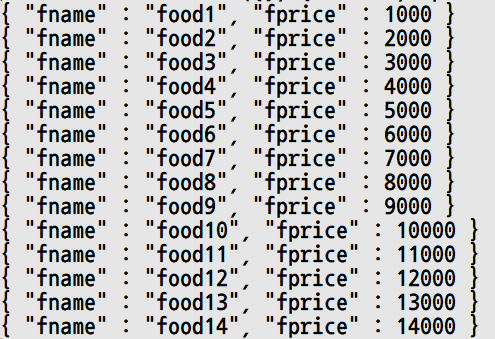 { "fname" : "food1", "fprice" : 1000 }
{ "fname" : "food2", "fprice" : 2000 }
{ "fname" : "food3", "fprice" : 3000 }
{ "fname" : "food4", "fprice" : 4000 }
{ "fname" : "food5", "fprice" : 5000 }
{ "fname" : "food6", "fprice" : 6000 }
{ "fname" : "food7", "fprice" : 7000 }
{ "fname" : "food8", "fprice" : 8000 }
{ "fname" : "food9", "fprice" : 9000 }
{ "fname" : "food10", "fprice" : 10000 }
{ "fname" : "food11", "fprice" : 11000 }
{ "fname" : "food12", "fprice" : 12000 }
{ "fname" : "food13", "fprice" : 13000 }
{ "fname" : "food14", "fprice" : 14000 }